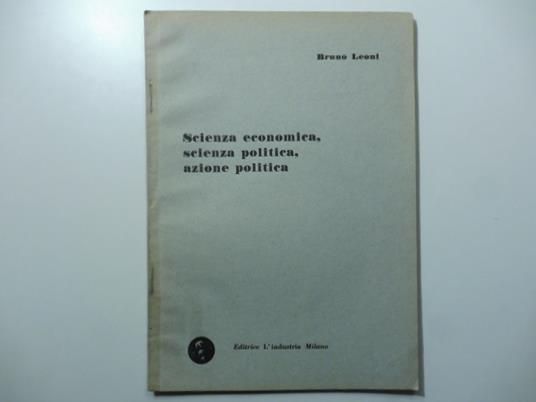 Bruno Leoni
Scienza economica,
scienza politica,
azione politica
Editrice L'industria Milano